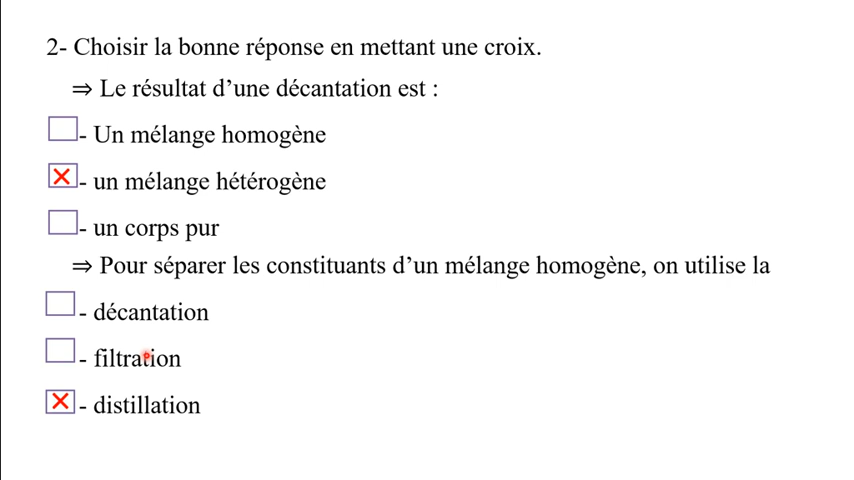 2- Choisir la bonne réponse en mettant une croix.
⇒ Le résultat d’une décantation est :
- Un mélange homogène
- un mélange hétérogène
- un corps pur
⇒ Pour séparer les constituants d’un mélange homogène, on utilise la
- décantation
- filtration
- distillation